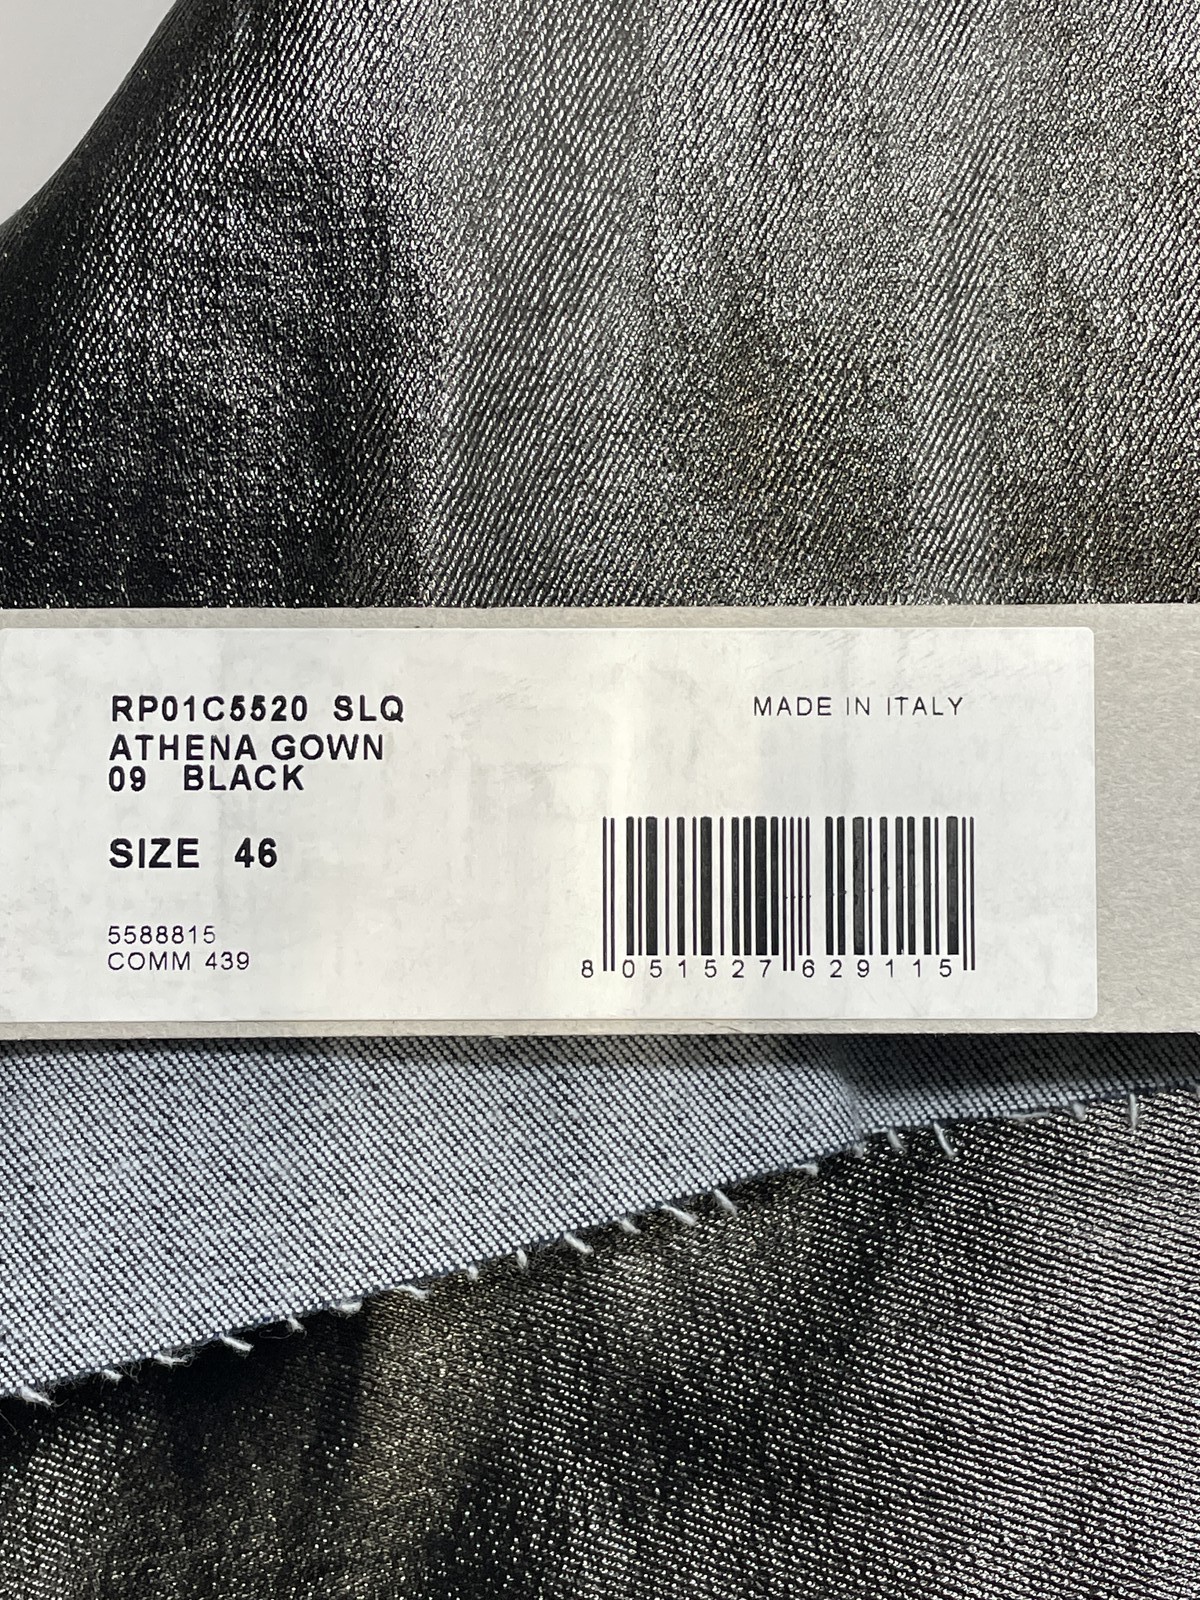 RP01C5520 SLQ
MADE IN ITALY
ATHENA GOWN
09 BLACK
SIZE 46
5588815
COMM 439
8 051527 629115